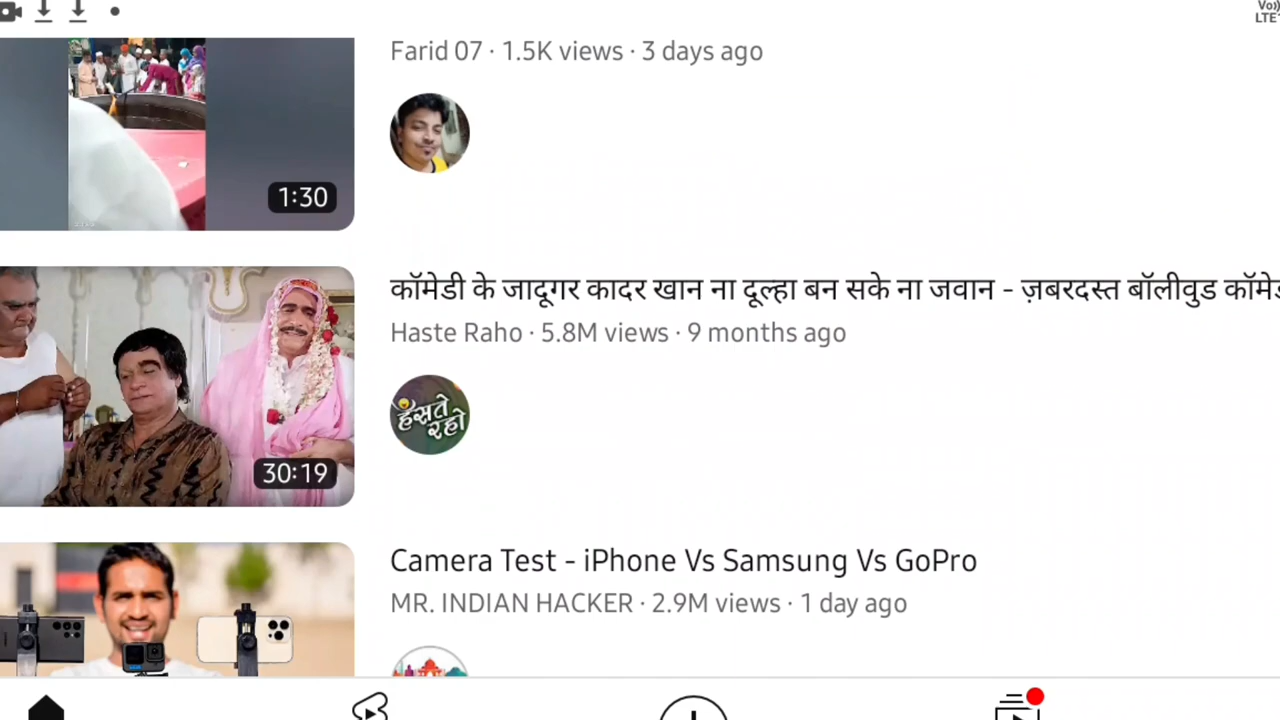 Vo))
LTE1
Farid 07 · 1.5K views · 3 days ago
1:30
कॉमेडी के जादूगर कादर खान ना दूल्हा बन सके ना जवान - ज़बरदस्त बॉलीवुड
Haste Raho · 5.8M views · 9 months ago
हँसते
रहो
30:19
Camera Test - iPhone Vs Samsung Vs GoPro
MR. INDIAN HACKER · 2.9M views · 1 day ago